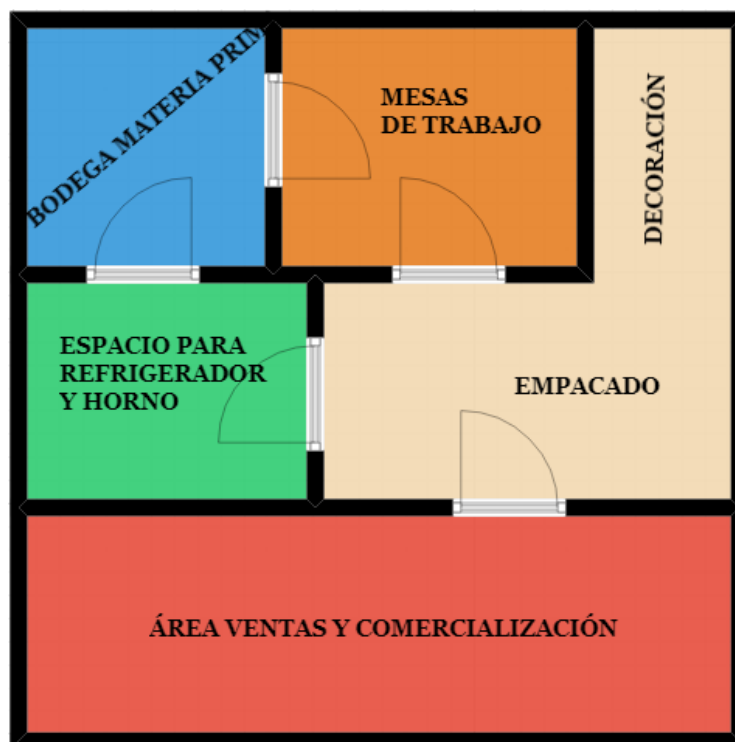 BODEGA MATERIA PRIM
MESAS
DE TRABAJO
DECORACIÓN
ESPACIO PARA
REFRIGERADOR
Y HORNO
EMPACADO
ÁREA VENTAS Y COMERCIALIZACIÓN